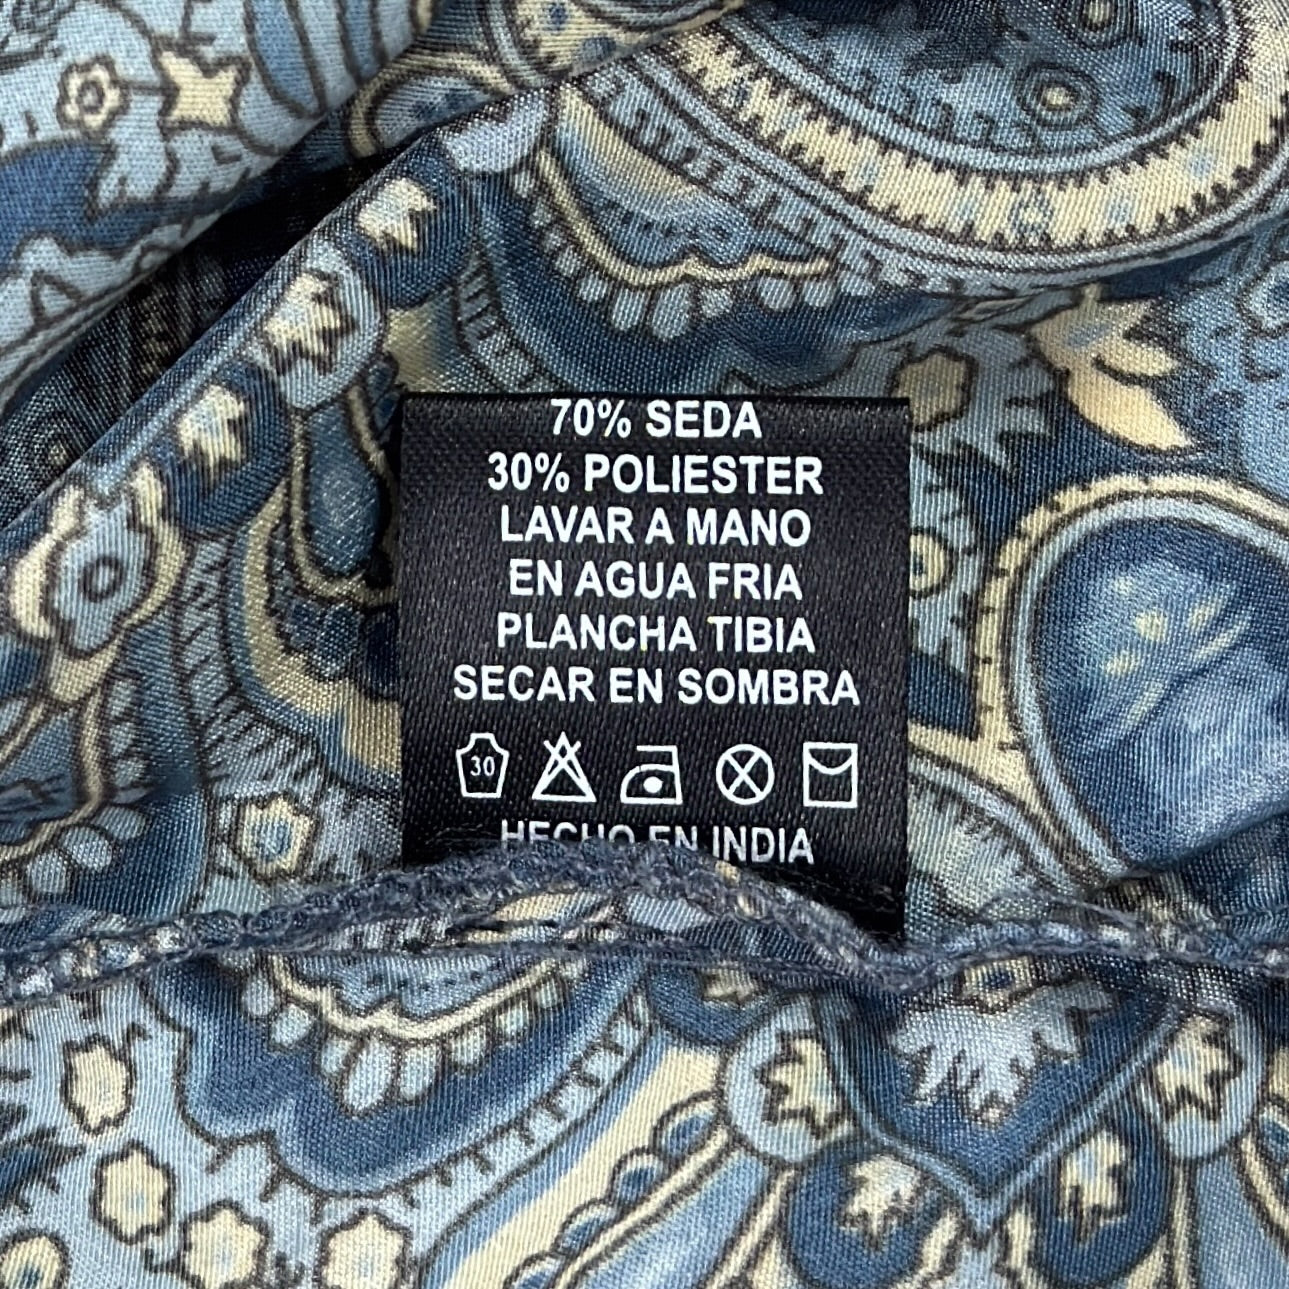 70% SEDA
30% POLIESTER
LAVAR A MANO
EN AGUA FRIA
PLANCHA TIBIA
SECAR EN SOMBRA
30
HECHO EN INDIA